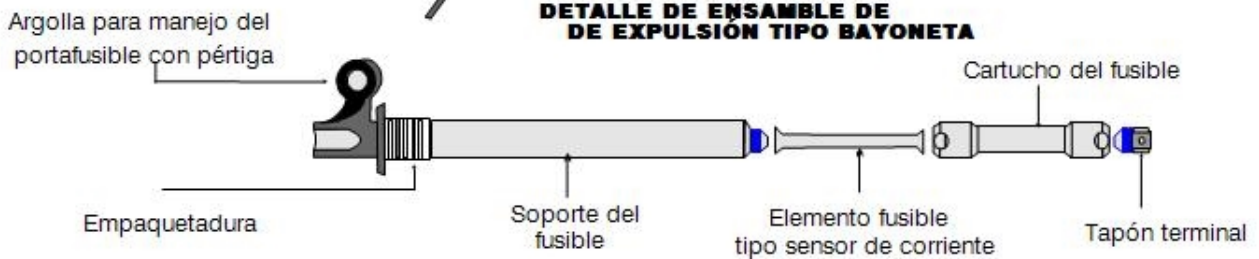 DETALLE DE ENSAMBLE DE
DE EXPULSIÓN TIPO BAYONETA
Argolla para manejo del
portafusible con pértiga
Cartucho del fusible
Empaquetadura
Soporte del
fusible
Elemento fusible
tipo sensor de corriente
Tapón terminal